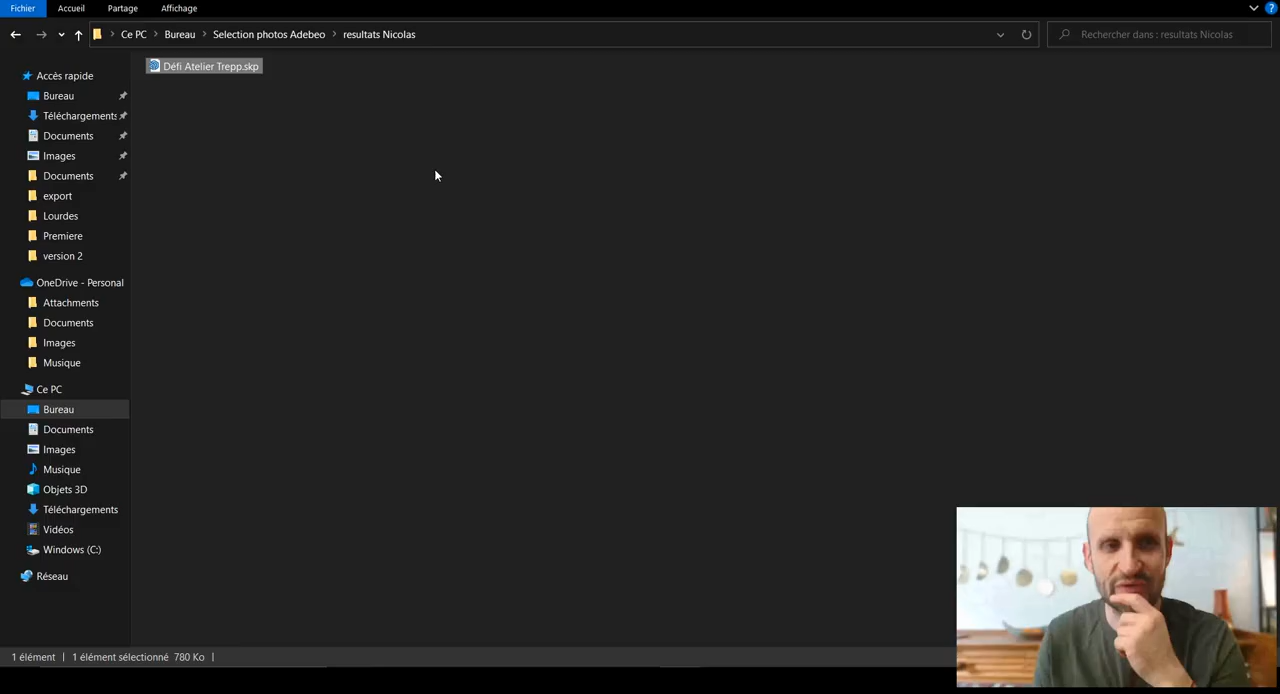 Fichier Accueil Partage Affichage ?
Ce PC Bureau Selection photos Adebeo resultats Nicolas Rechercher dans : resultats Nicolas
Défi Atelier Trepp.skp
Accès rapide
Bureau
Téléchargements
Documents
Images
Documents
export
Lourdes
Premiere
version 2
OneDrive - Personal
Attachments
Documents
Images
Musique
Ce PC
Bureau
Documents
Images
Musique
Objets 3D
Téléchargements
Vidéos
Windows (C:)
Réseau
1 élément 1 élément sélectionné 780 Ko